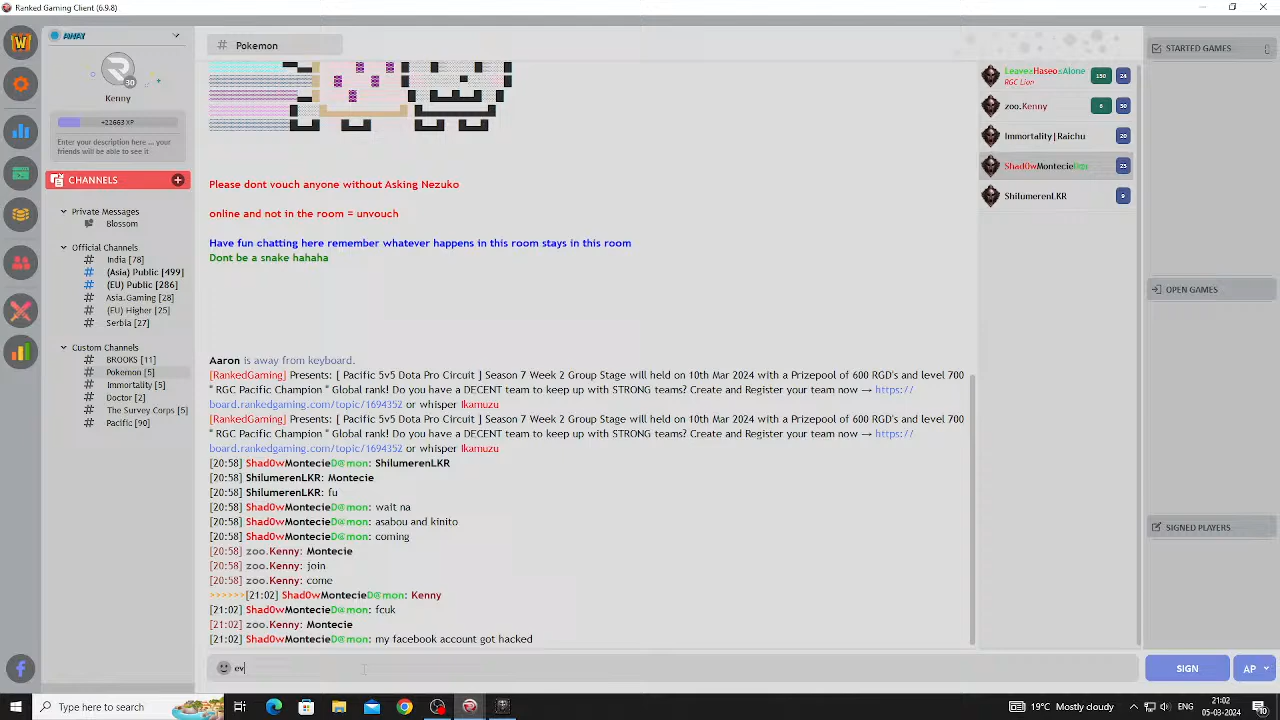 Ranked Gaming Client (6.9.8)
AWAY
# Pokemon
STARTED GAMES
30
Kenny
+22663 XP
Enter your description here ... your
friends will be able to see it
CHANNELS
Private Messages
Blossom
Official Channels
# India [78]
# (Asia) Public [499]
# (EU) Public [286]
# Asia.Gaming [28]
# (EU) Higher [25]
# Serbia [27]
Custom Channels
# BROOKS [11]
# Pokemon [5]
# Immortality [5]
# Doctor [2]
# The Survey Corps [5]
# Pacific [90]
Please dont vouch anyone without Asking Nezuko
online and not in the room = unvouch
Have fun chatting here remember whatever happens in this room stays in this room
Dont be a snake hahaha
Aaron is away from keyboard.
[RankedGaming] Presents: [ Pacific 5v5 Dota Pro Circuit ] Season 7 Week 2 Group Stage will held on 10th Mar 2024 with a Prizepool of 600 RGD's and level 700
" RGC Pacific Champion " Global rank! Do you have a DECENT team to keep up with STRONG teams? Create and Register your team now → https://
board.rankedgaming.com/topic/1694352 or whisper Ikamuzu
[RankedGaming] Presents: [ Pacific 5v5 Dota Pro Circuit ] Season 7 Week 2 Group Stage will held on 10th Mar 2024 with a Prizepool of 600 RGD's and level 700
" RGC Pacific Champion " Global rank! Do you have a DECENT team to keep up with STRONG teams? Create and Register your team now → https://
board.rankedgaming.com/topic/1694352 or whisper Ikamuzu
[20:58] Shad0wMontecieD@mon: ShilumerenLKR
[20:58] ShilumerenLKR: Montecie
[20:58] ShilumerenLKR: fu
[20:58] Shad0wMontecieD@mon: wait na
[20:58] Shad0wMontecieD@mon: asabou and kinito
[20:58] Shad0wMontecieD@mon: coming
[20:58] zoo.Kenny: Montecie
[20:58] zoo.Kenny: join
[20:58] zoo.Kenny: come
>>>>>>[21:02] Shad0wMontecieD@mon: Kenny
[21:02] Shad0wMontecieD@mon: fcuk
[21:02] zoo.Kenny: Montecie
[21:02] Shad0wMontecieD@mon: my facebook account got hacked
ev
RGC Lion
zoo.Kenny 0 30
Immortality|Raichu 20
Shad0wMontecieD@ 25
ShilumerenLKR 9
OPEN GAMES
SIGNED PLAYERS
SIGN
AP
Type here to search
19°C Mostly cloudy
ENG
21:02
05-03-2024